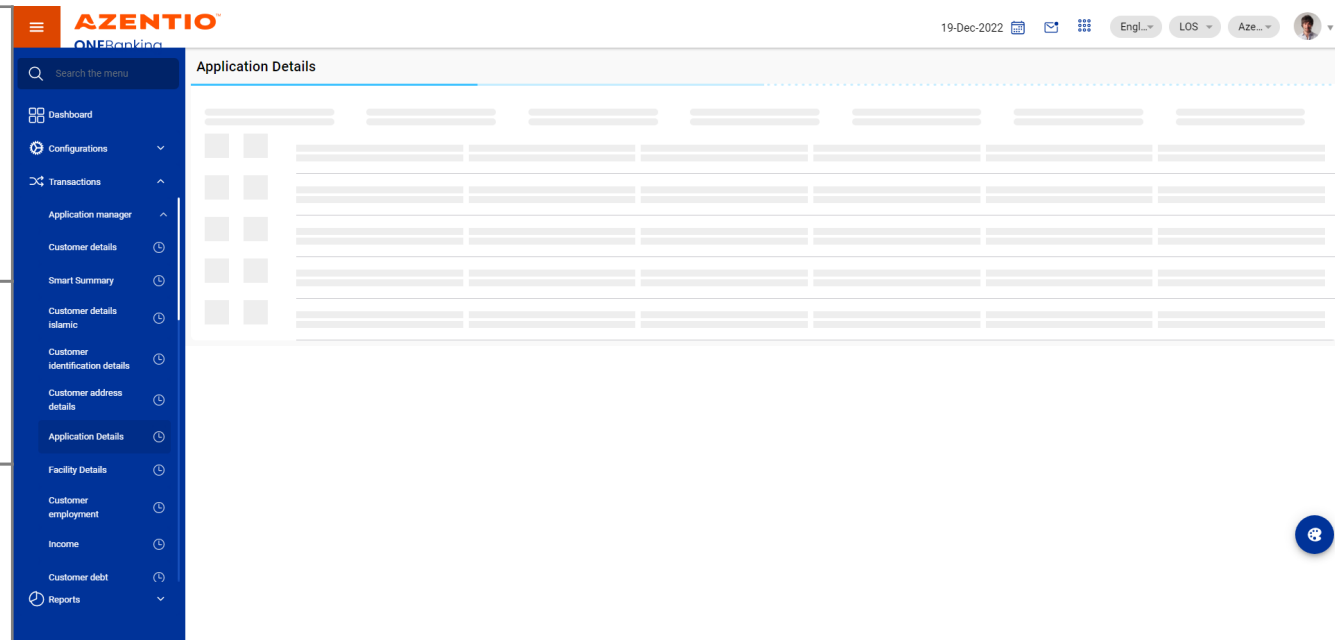 AZENTIO
ONEBanking
19-Dec-2022
Engl...
LOS
Aze...
Search the menu
Application Details
Dashboard
Configurations
Transactions
Application manager
Customer details
Smart Summary
Customer details
islamic
Customer
identification details
Customer address
details
Application Details
Facility Details
Customer
employment
Income
Customer debt
Reports